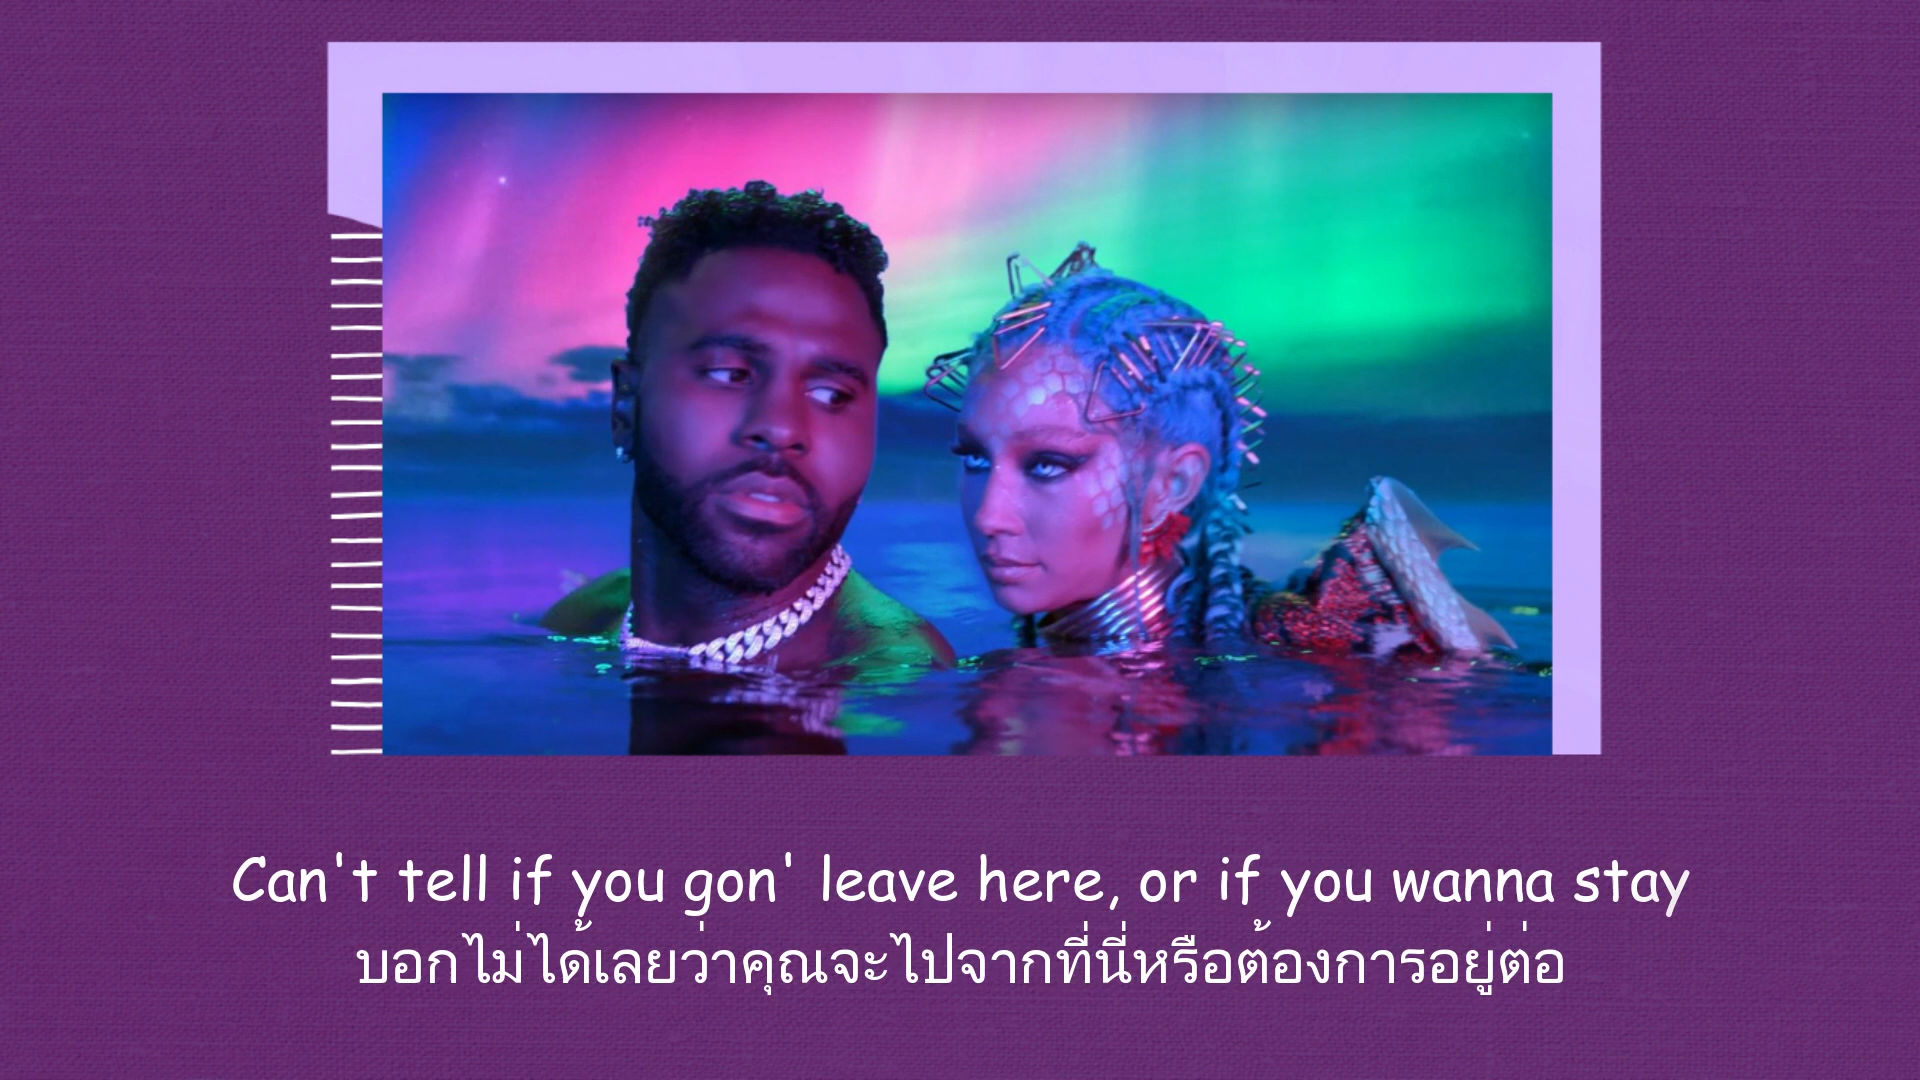 Can't tell if you gon' leave here, or if you wanna stay
บอกไม่ได้เลยว่าคุณจะไปจากที่นี่หรือต้องการอยู่ต่อ